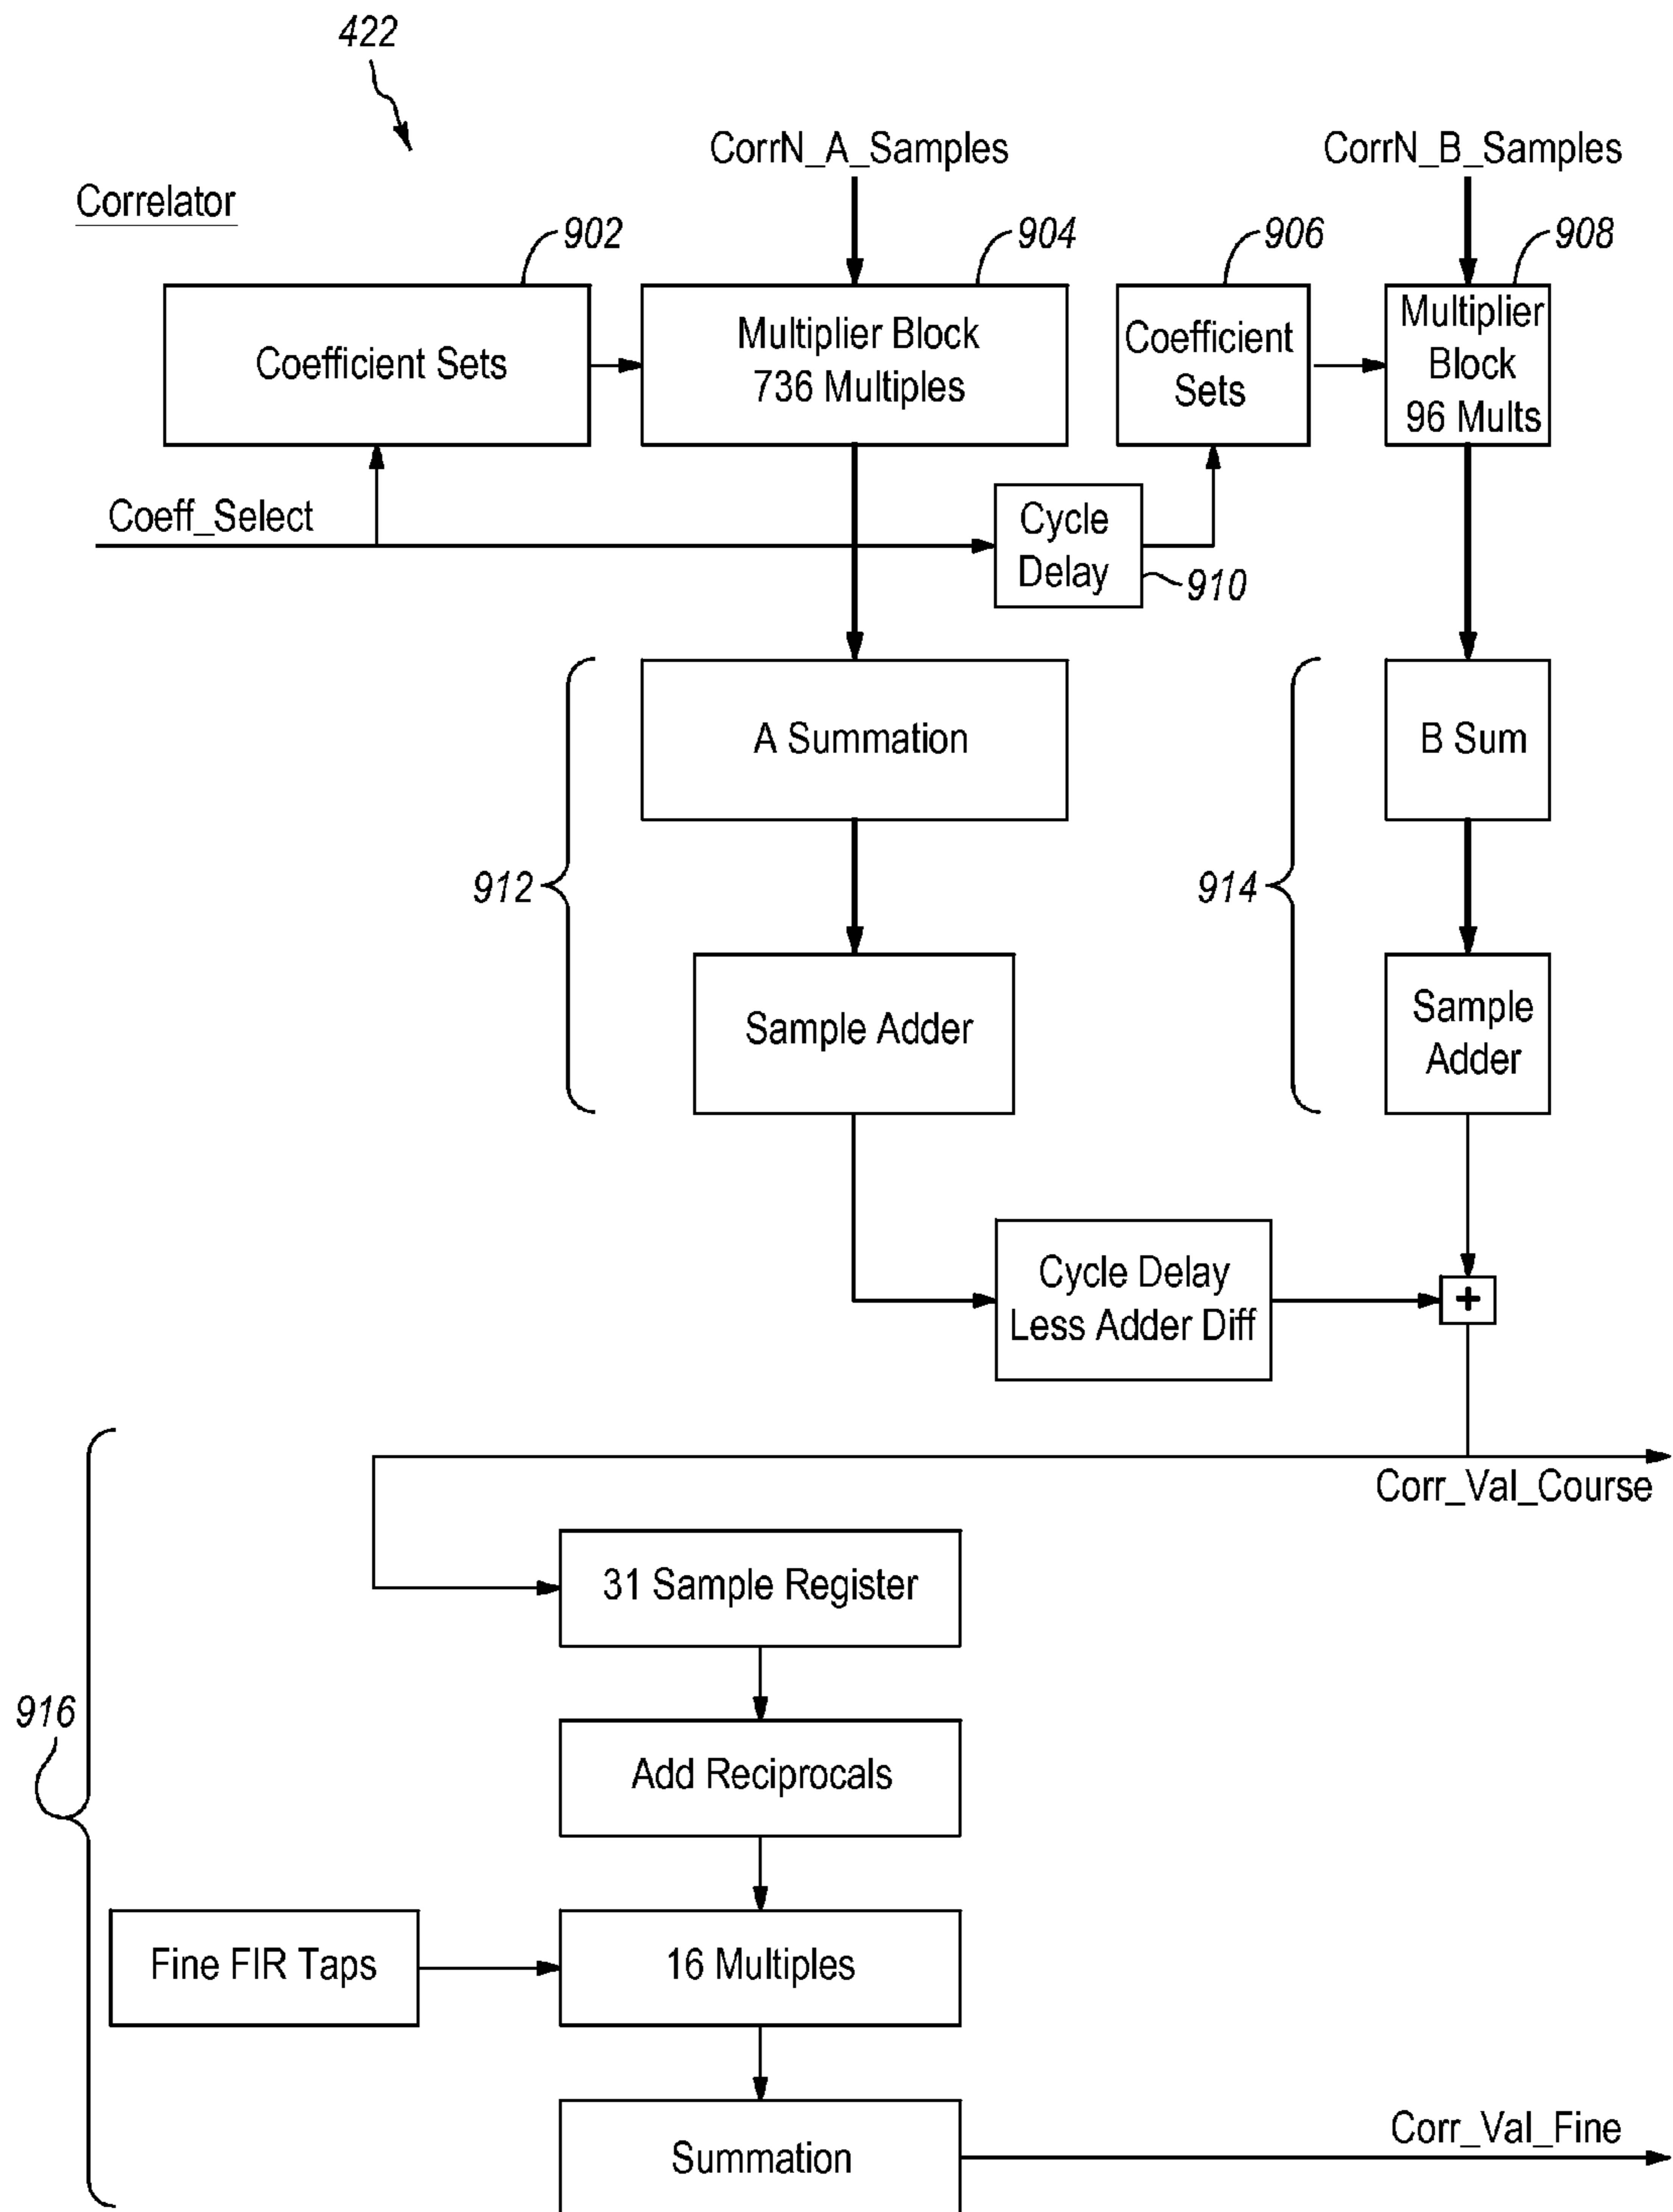 422
CorrN_A_Samples
CorrN_B_Samples
Correlator
902
904
906
908
Coefficient Sets
Multiplier Block
736 Multiples
Coefficient
Sets
Multiplier
Block
96 Mults
Coeff_Select
Cycle
Delay
910
A Summation
B Sum
912
914
Sample Adder
Sample
Adder
Cycle Delay
Less Adder Diff
+
Corr_Val_Course
31 Sample Register
916
Add Reciprocals
Fine FIR Taps
16 Multiples
Corr_Val_Fine
Summation